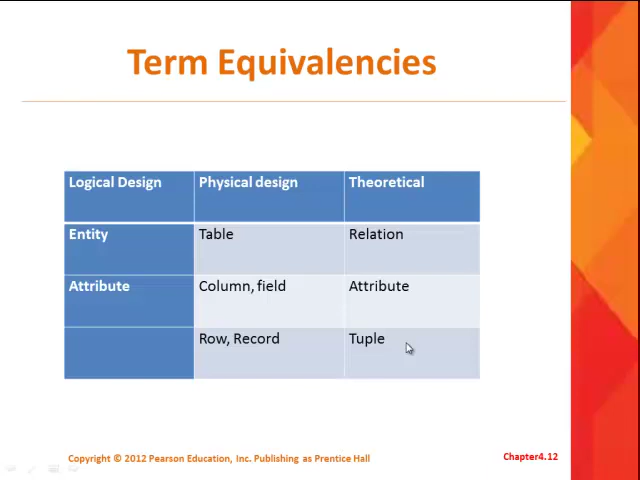 Term Equivalencies
Logical Design Physical design Theoretical
Entity Table Relation
Attribute Column, field Attribute
Row, Record Tuple
Copyright © 2012 Pearson Education, Inc. Publishing as Prentice Hall Chapter4.12